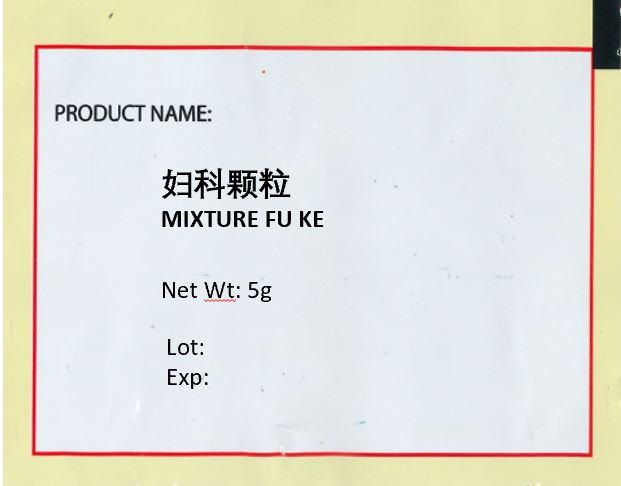 PRODUCT NAME:
妇科颗粒
MIXTURE FU KE
Net Wt: 5g
Lot:
Exp: